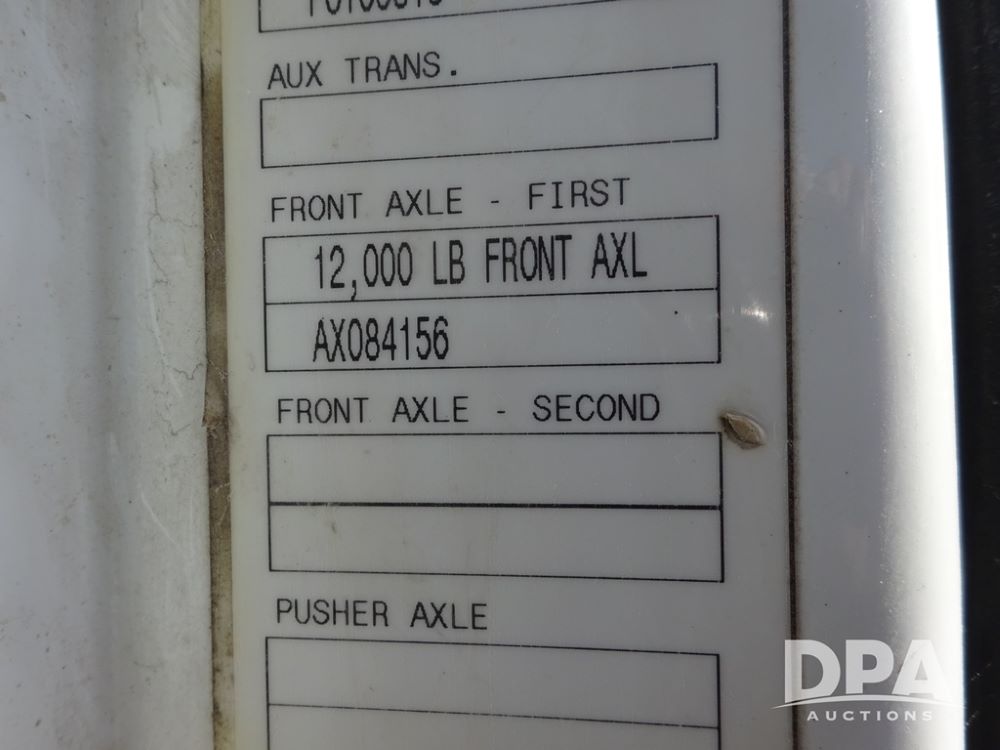 AUX TRANS.
FRONT AXLE - FIRST
12,000 LB FRONT AXL
AX084156
FRONT AXLE - SECOND
PUSHER AXLE
DPA
AUCTIONS